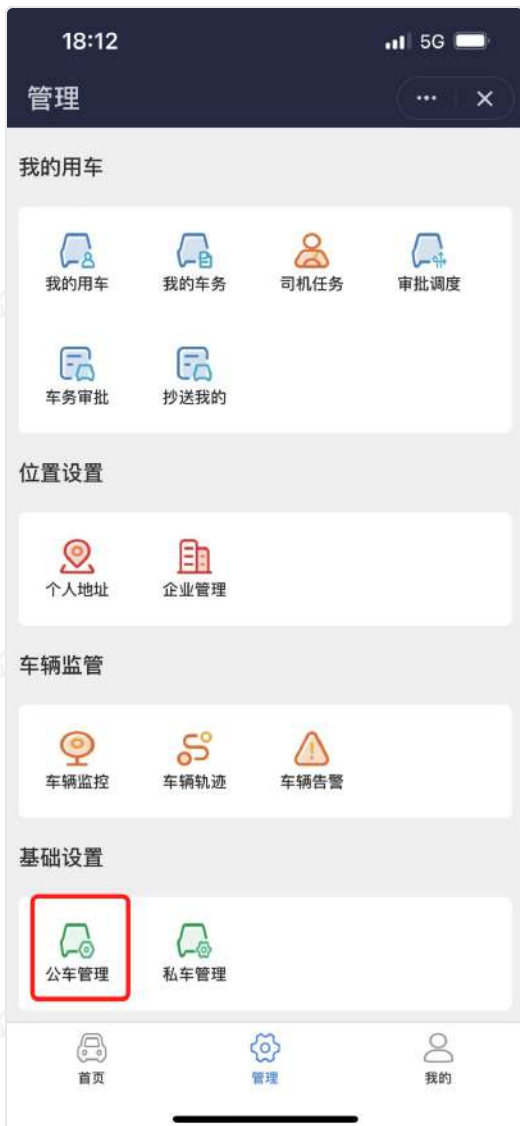 18:12 5G
管理
我的用车
我的用车 我的车务 司机任务 审批调度
车务审批 抄送我的
位置设置
个人地址 企业管理
车辆监管
车辆监控 车辆轨迹 车辆告警
基础设置
公车管理 私车管理
首页 管理 我的